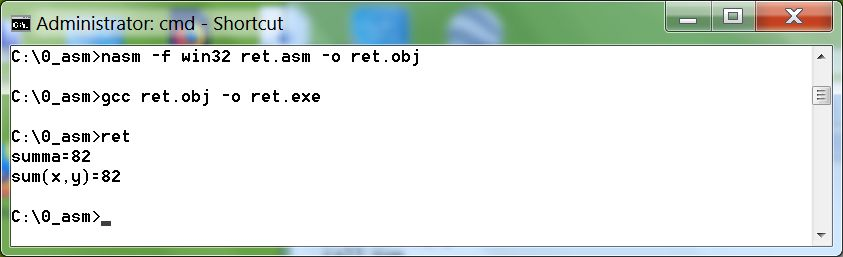 Administrator: cmd - Shortcut
C:\0_asm>nasm -f win32 ret.asm -o ret.obj
C:\0_asm>gcc ret.obj -o ret.exe
C:\0_asm>ret
summa=82
sum(x,y)=82
C:\0_asm>_